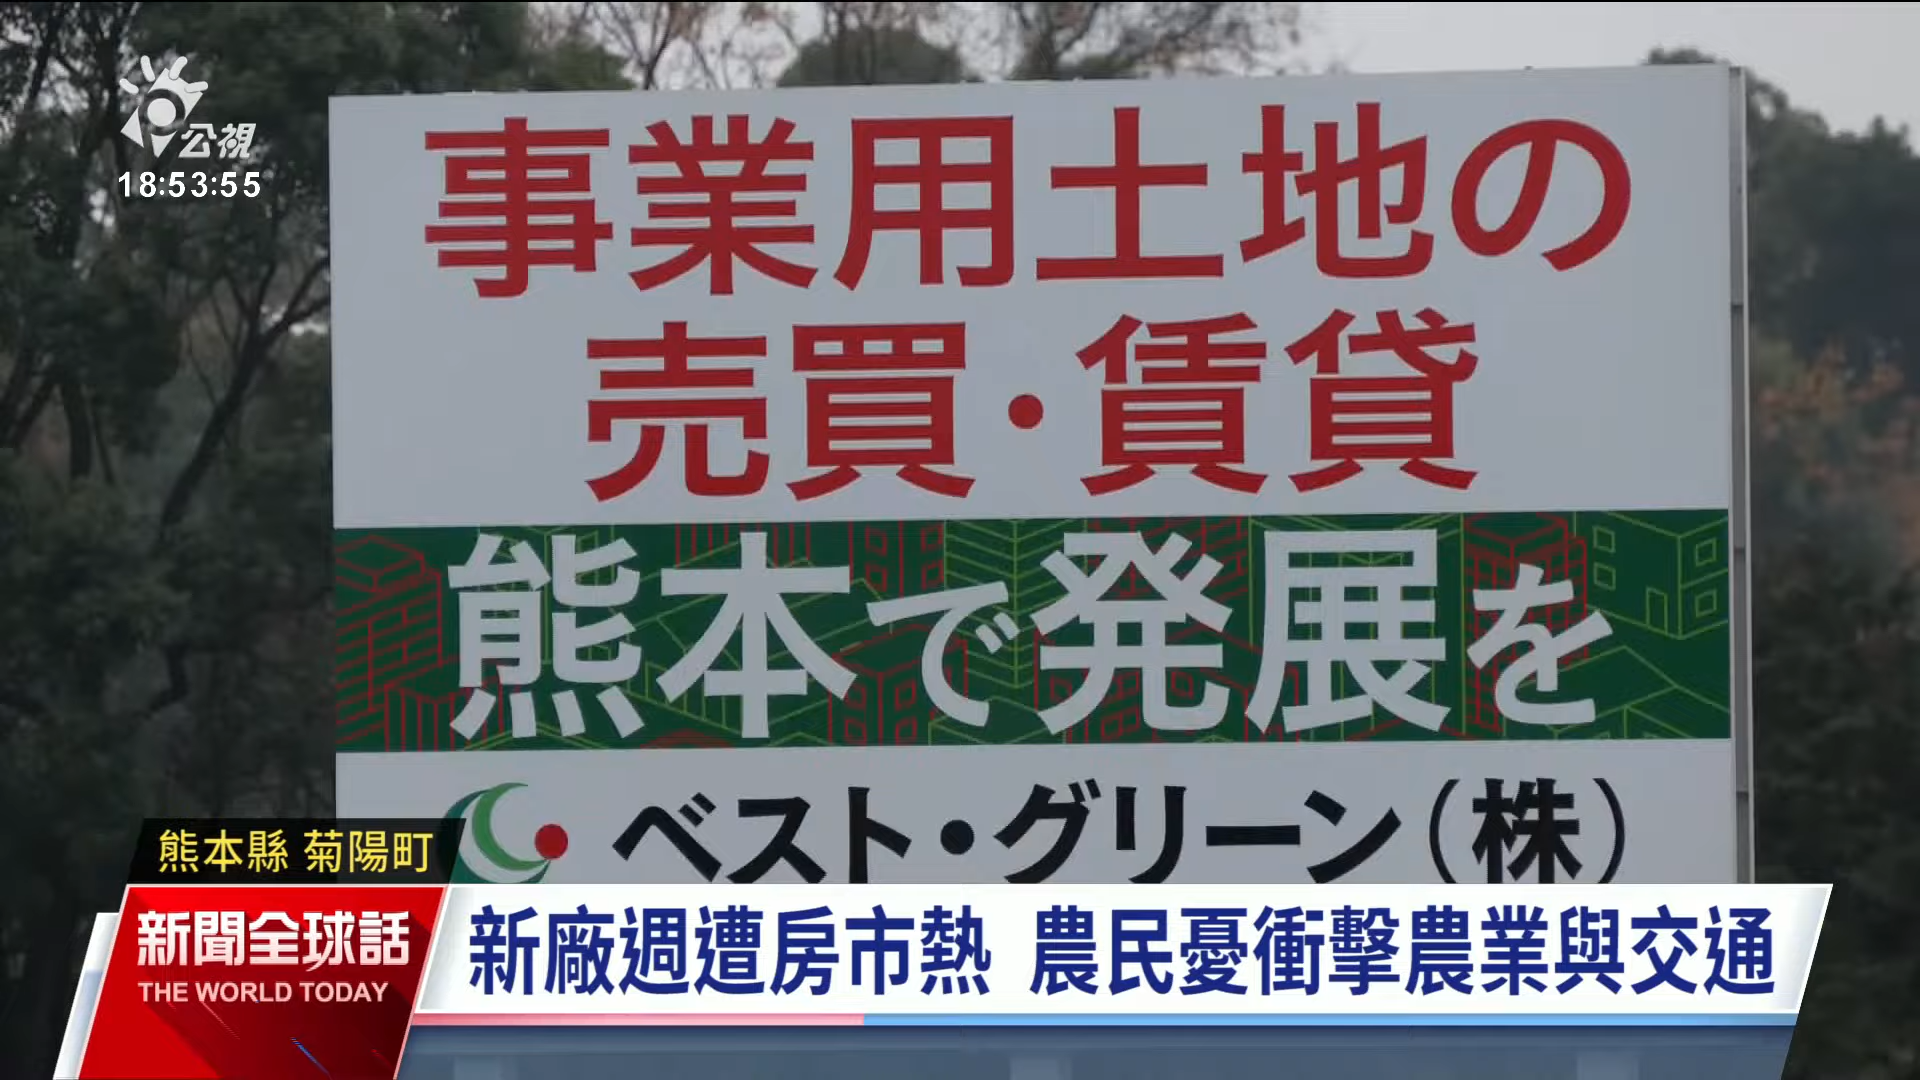 公視
18:53:55
事業用土地の
売買・賃貸
熊本で発展を
ベスト・グリーン(株)
熊本縣 菊陽町
新聞全球話
THE WORLD TODAY
新廠週遭房市熱 農民憂衝擊農業與交通